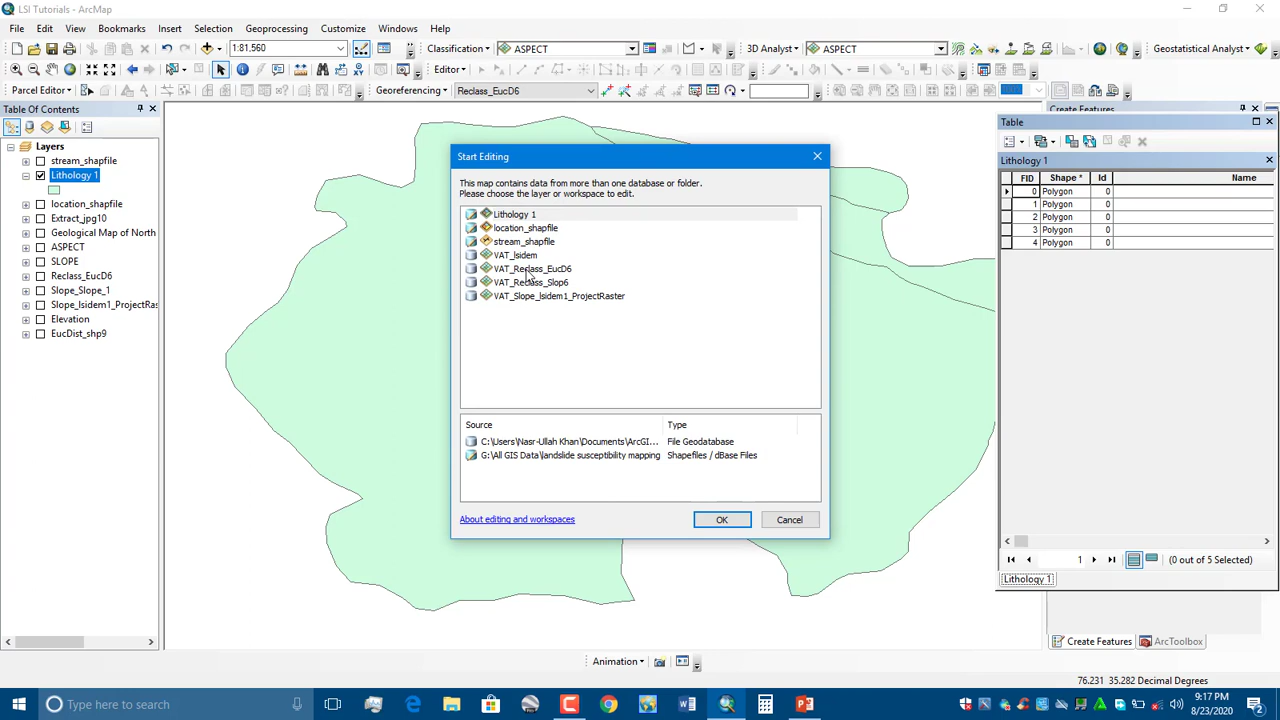 LSI Tutorials - ArcMap
File Edit View Bookmarks Insert Selection Geoprocessing Customize Windows Help
1:81,560 Classification ASPECT 3D Analyst ASPECT Geostatistical Analyst
Editor
Parcel Editor Georeferencing Reclass_EucD6
Table Of Contents
Layers
stream_shapfile
Lithology 1
location_shapfile
Extract_jpg10
Geological Map of North
ASPECT
SLOPE
Reclass_EucD6
Slope_Slope_1
Slope_lsidem1_ProjectRas
Elevation
EucDist_shp9
Start Editing
This map contains data from more than one database or folder.
Please choose the layer or workspace to edit.
Lithology 1
location_shapfile
stream_shapfile
VAT_lsidem
VAT_Reclass_EucD6
VAT_Reclass_Slop6
VAT_Slope_lsidem1_ProjectRaster
Source Type
C:\Users\Nasr-Ullah Khan\Documents\ArcGI... File Geodatabase
G:\All GIS Data\landslide susceptibility mapping Shapefiles / dBase Files
About editing and workspaces
OK Cancel
Create Features
Table
Lithology 1
FID Shape * Id Name
0 Polygon 0
1 Polygon 0
2 Polygon 0
3 Polygon 0
4 Polygon 0
1 (0 out of 5 Selected)
Lithology 1
Create Features ArcToolbox
Animation
76.231 35.282 Decimal Degrees
Type here to search
9:17 PM
8/23/2020